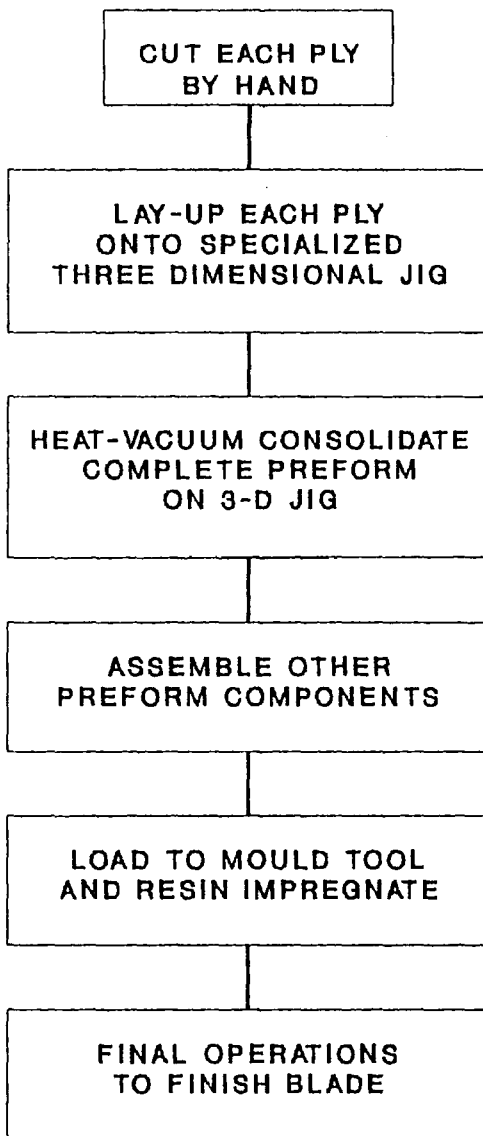 CUT EACH PLY
BY HAND
LAY-UP EACH PLY
ONTO SPECIALIZED
THREE DIMENSIONAL JIG
HEAT-VACUUM CONSOLIDATE
COMPLETE PREFORM
ON 3-D JIG
ASSEMBLE OTHER
PREFORM COMPONENTS
LOAD TO MOULD TOOL
AND RESIN IMPREGNATE
FINAL OPERATIONS
TO FINISH BLADE